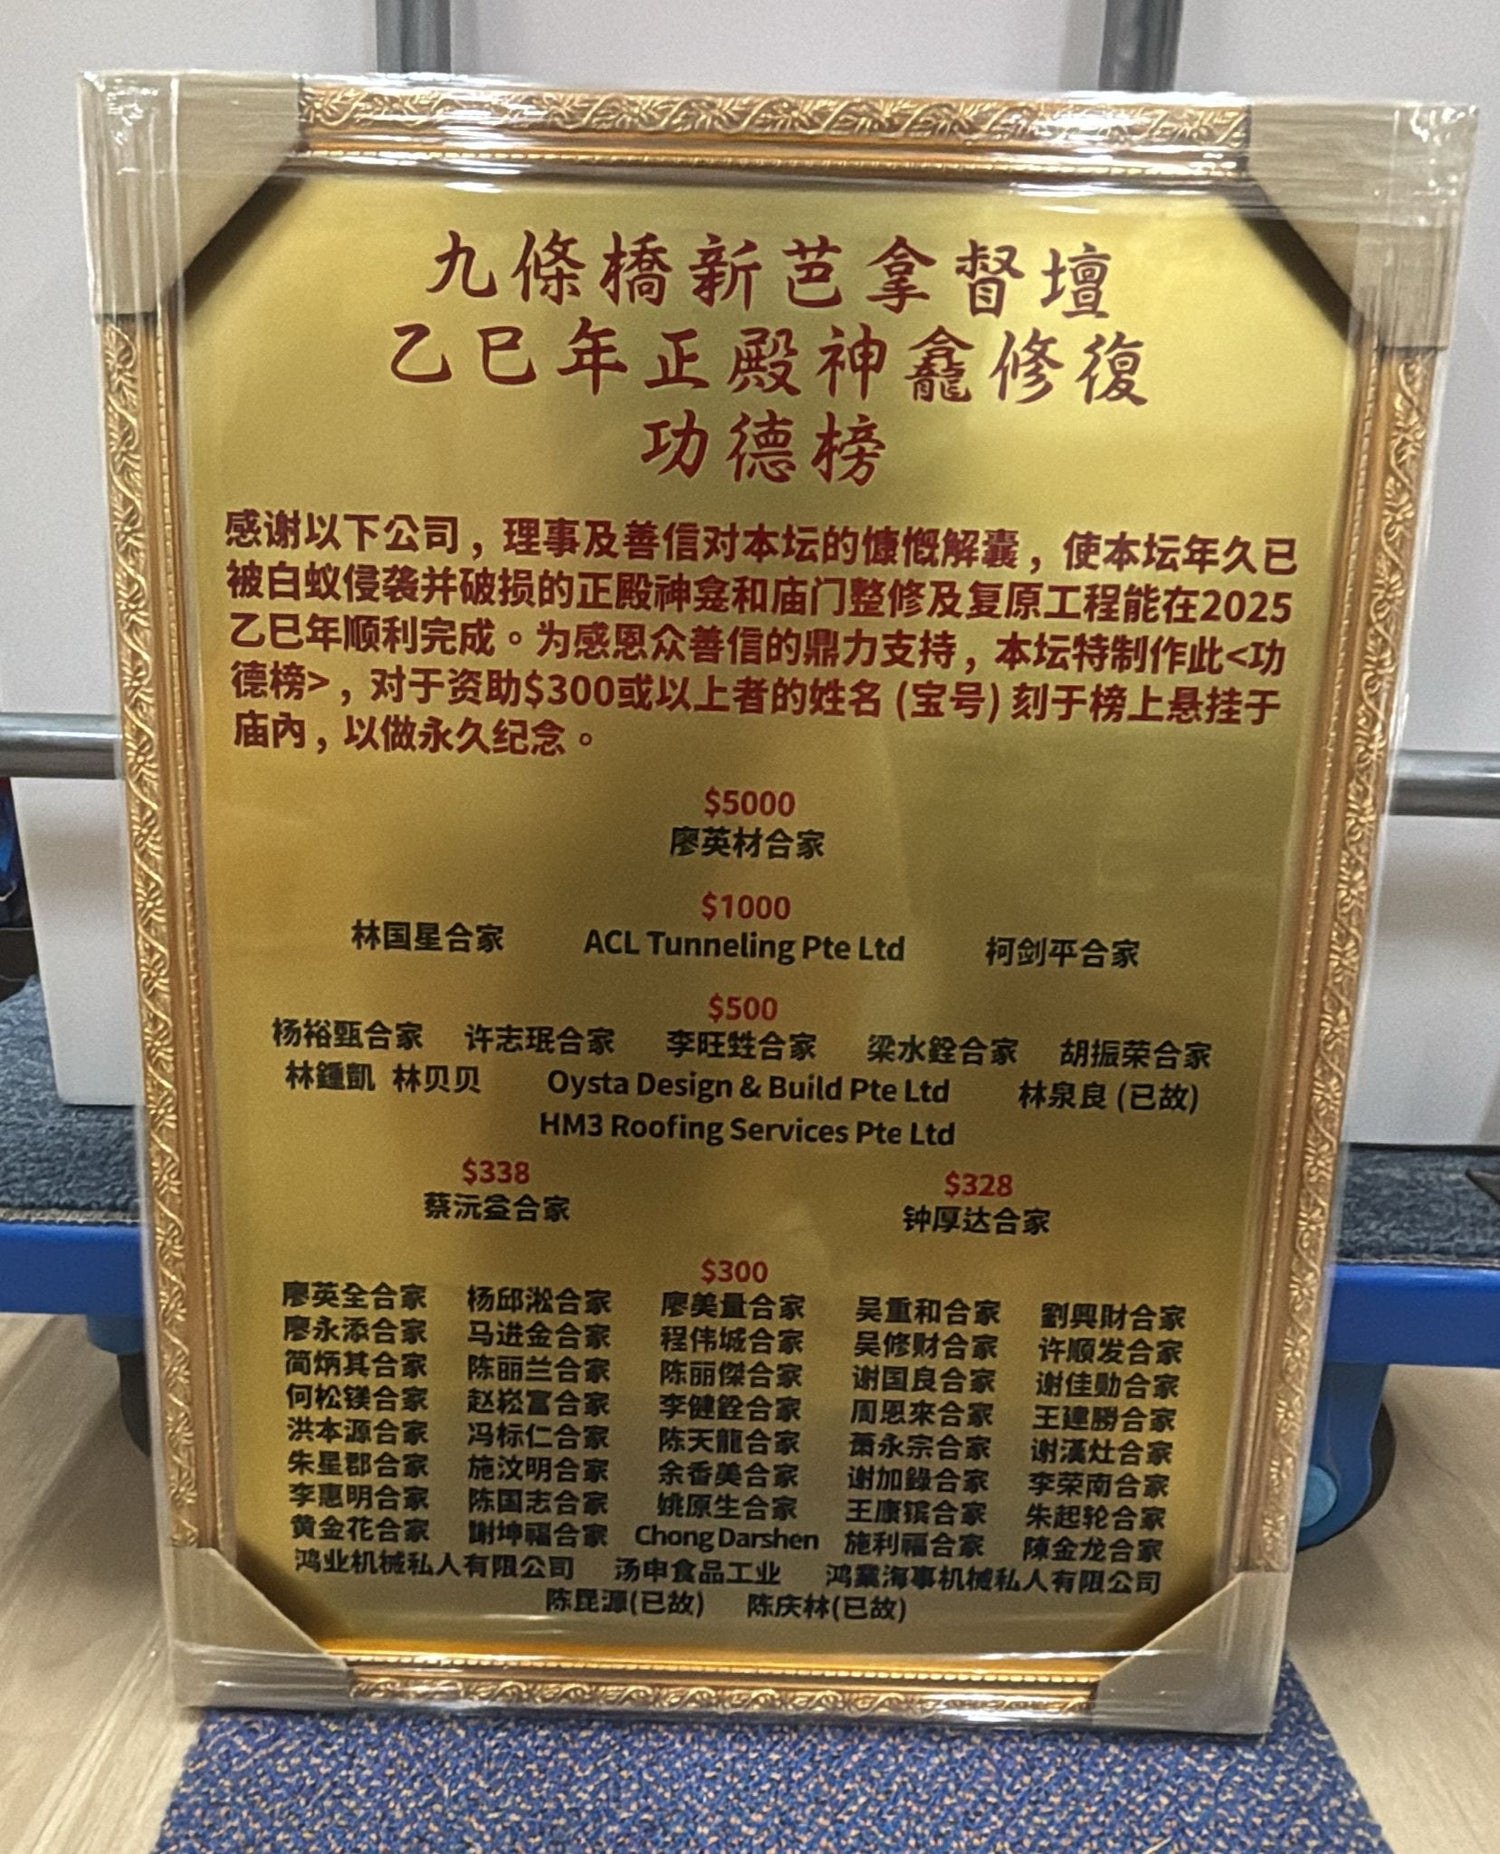 九條橋新芭拿督壇
乙巳年正殿神龕修復
功德榜
感谢以下公司，理事及善信对本坛的慷慨解囊，使本坛年久已
被白蚁侵袭并破损的正殿神龛和庙门整修及复原工程能在2025
乙巳年顺利完成。为感恩众善信的鼎力支持，本坛特制作此<功
德榜>，对于资助$300或以上者的姓名 (宝号) 刻于榜上悬挂于
庙內，以做永久纪念。
$5000
廖英材合家
$1000
林国星合家 ACL Tunneling Pte Ltd 柯剑平合家
$500
杨裕甄合家 许志珉合家 李旺甡合家 梁水銓合家 胡振荣合家
林鍾凱 林贝贝 Oysta Design & Build Pte Ltd 林泉良 (已故)
HM3 Roofing Services Pte Ltd
$338 $328
蔡沅益合家 钟厚达合家
$300
廖英全合家 杨邱淞合家 廖美量合家 吴重和合家 劉興財合家
廖永添合家 马进金合家 程伟城合家 吴修财合家 许顺发合家
简炳其合家 陈丽兰合家 陈丽傑合家 谢国良合家 谢佳勋合家
何松镁合家 赵崧富合家 李健銓合家 周恩來合家 王建勝合家
洪本源合家 冯标仁合家 陈天龍合家 萧永宗合家 谢漢灶合家
朱星郡合家 施汶明合家 余香美合家 谢加錄合家 李荣南合家
李惠明合家 陈国志合家 姚原生合家 王康镔合家 朱起轮合家
黄金花合家 謝坤福合家 Chong Darshen 施利福合家 陳金龙合家
鸿业机械私人有限公司 汤申食品工业 鸿業海事机械私人有限公司
陈昆源(已故) 陈庆林(已故)